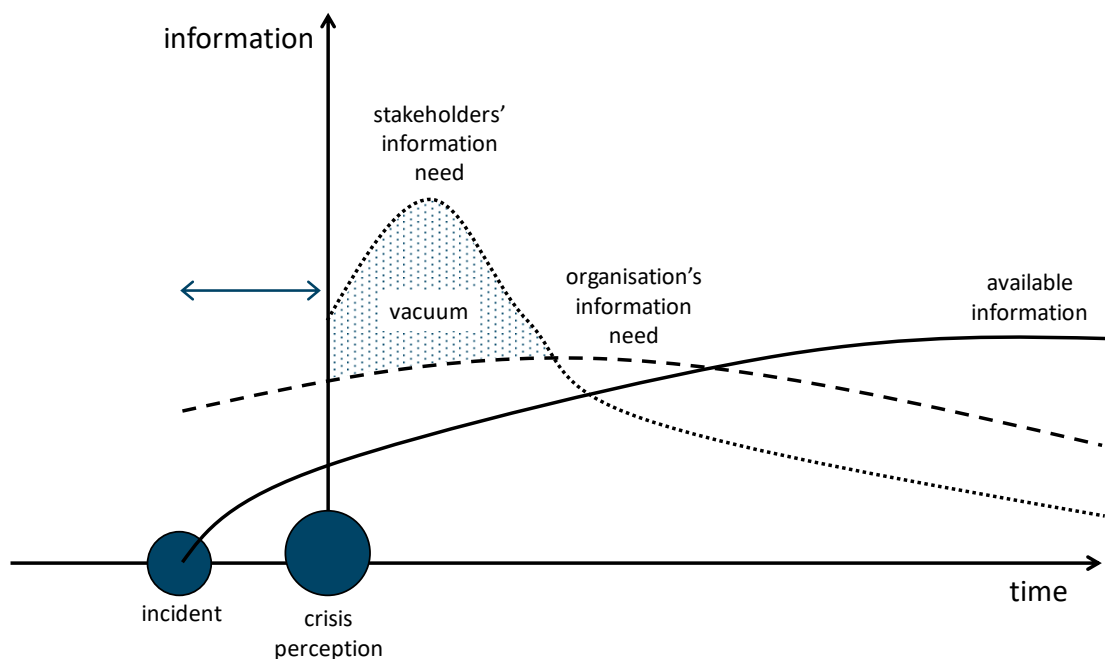 information
stakeholders’
information
need
vacuum
organisation’s
information
need
available
information
incident
crisis
perception
time